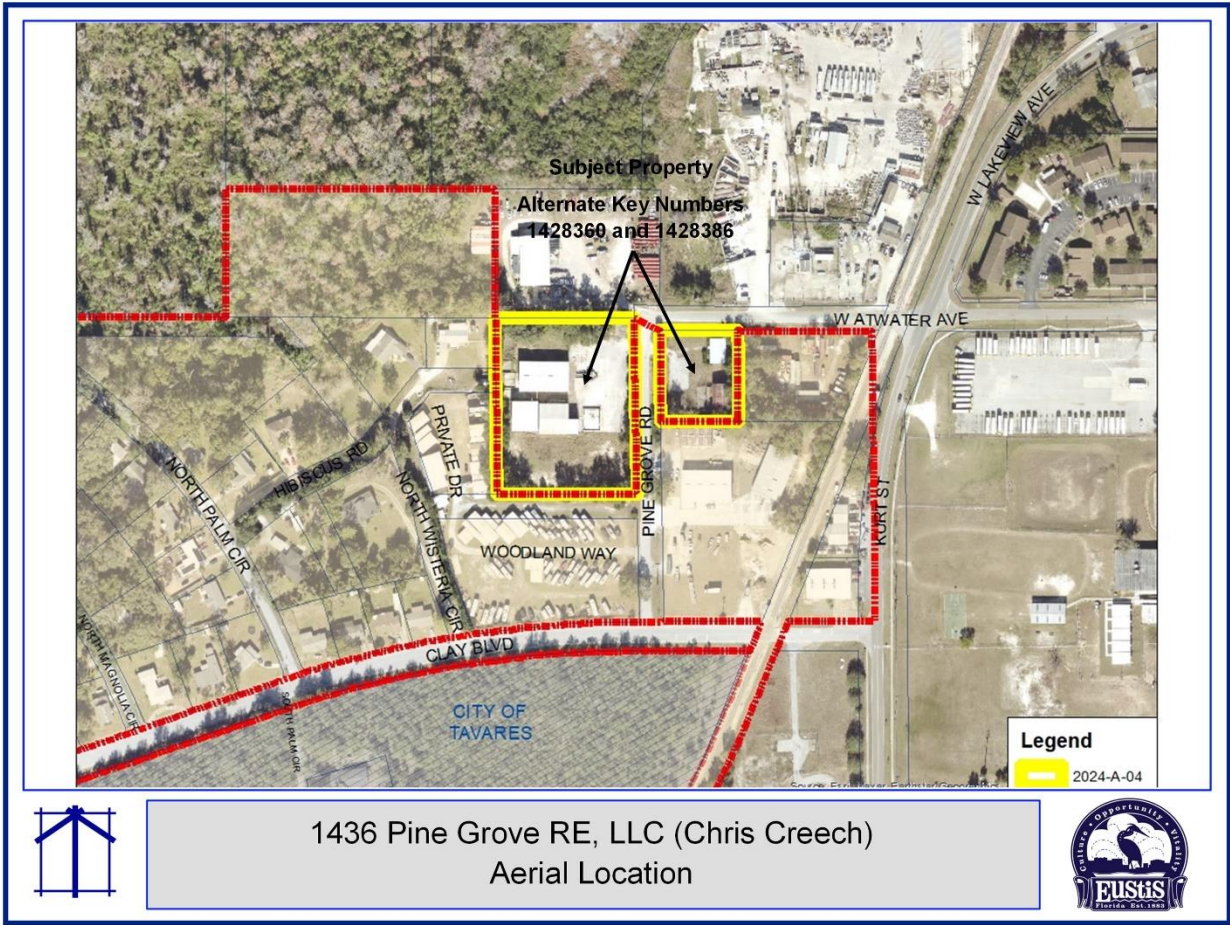 Subject Property
Alternate Key Numbers
1428360 and 1428386
W LAKEVIEW AVE
W ATWATER AVE
PINE GROVE RD
KURT ST
PRIVATE DR
HIBISCUS RD
NORTH PALM CIR
NORTH WISTERIA CIR
WOODLAND WAY
NORTH MAGNOLIA CIR
SOUTH PALM CIR
CLAY BLVD
CITY OF
TAVARES
Legend
2024-A-04
1436 Pine Grove RE, LLC (Chris Creech)
Aerial Location
Culture • Opportunity • Vitality
EUSTIS
Florida Est. 1883